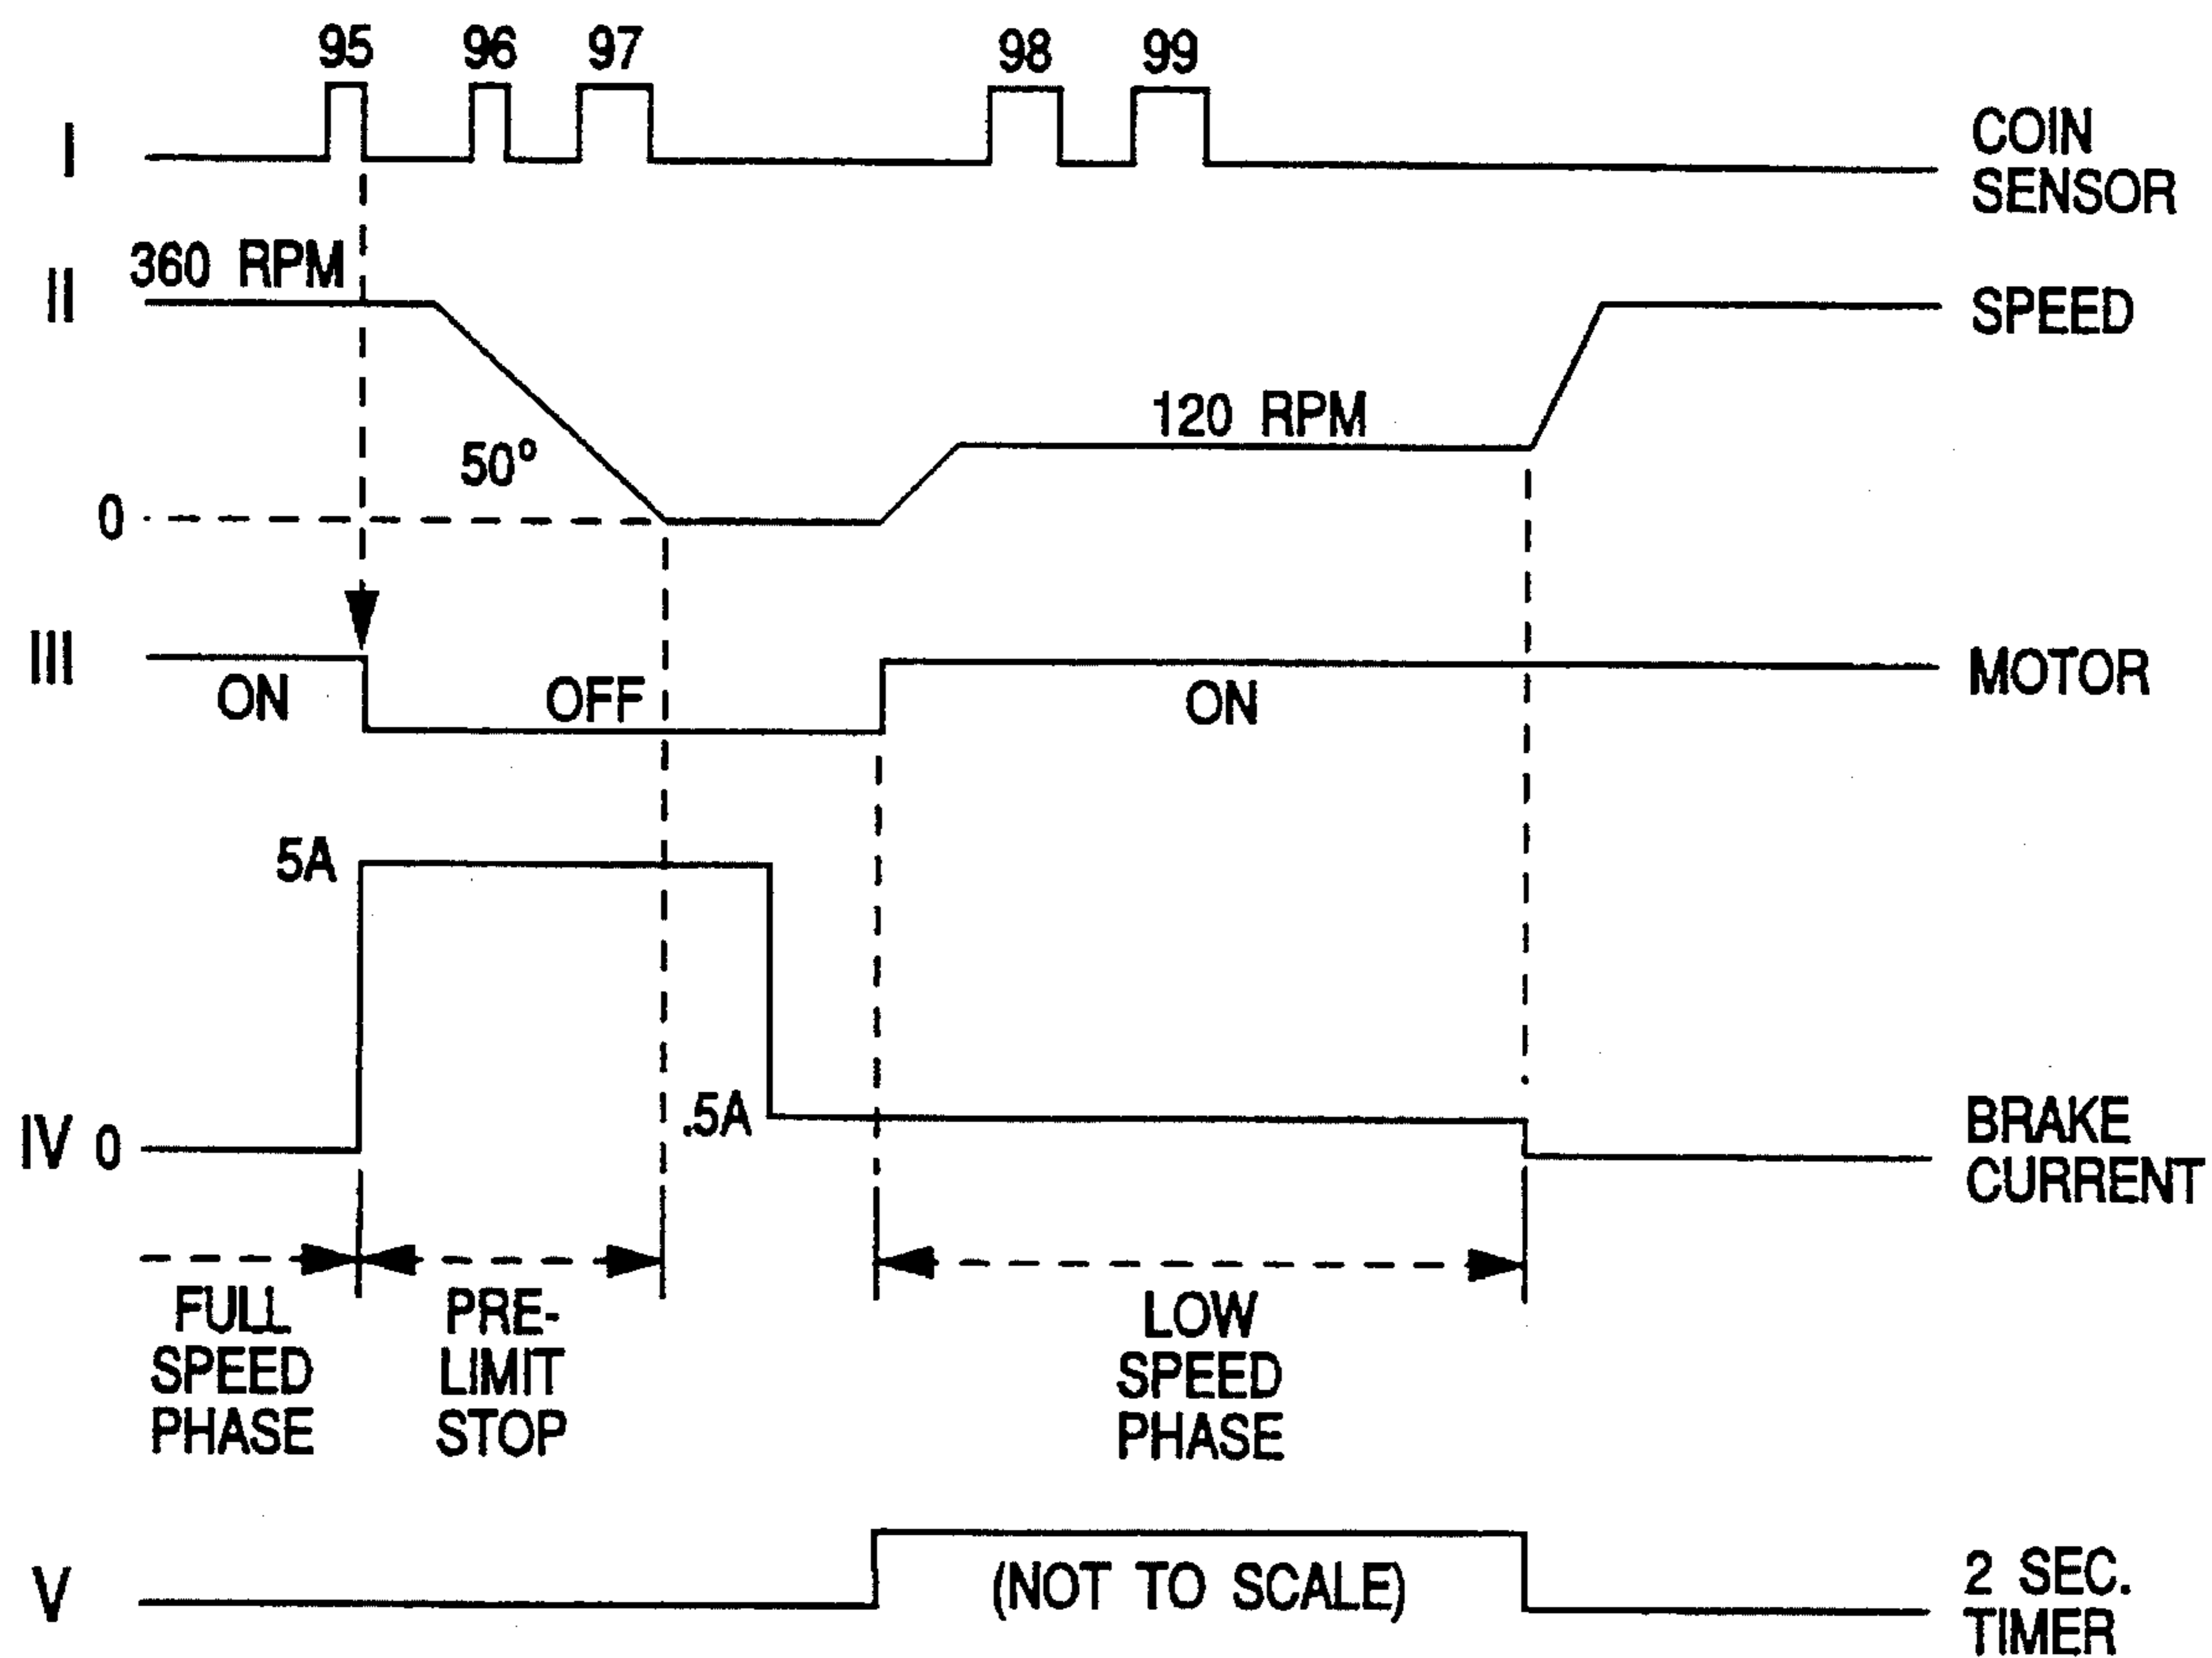 95 96 97 98 99
I
COIN
SENSOR
360 RPM
II
SPEED
120 RPM
50°
0
III
ON OFF ON
MOTOR
5A
.5A
IV 0
BRAKE
CURRENT
FULL
SPEED
PHASE
PRE-
LIMIT
STOP
LOW
SPEED
PHASE
V
(NOT TO SCALE)
2 SEC.
TIMER